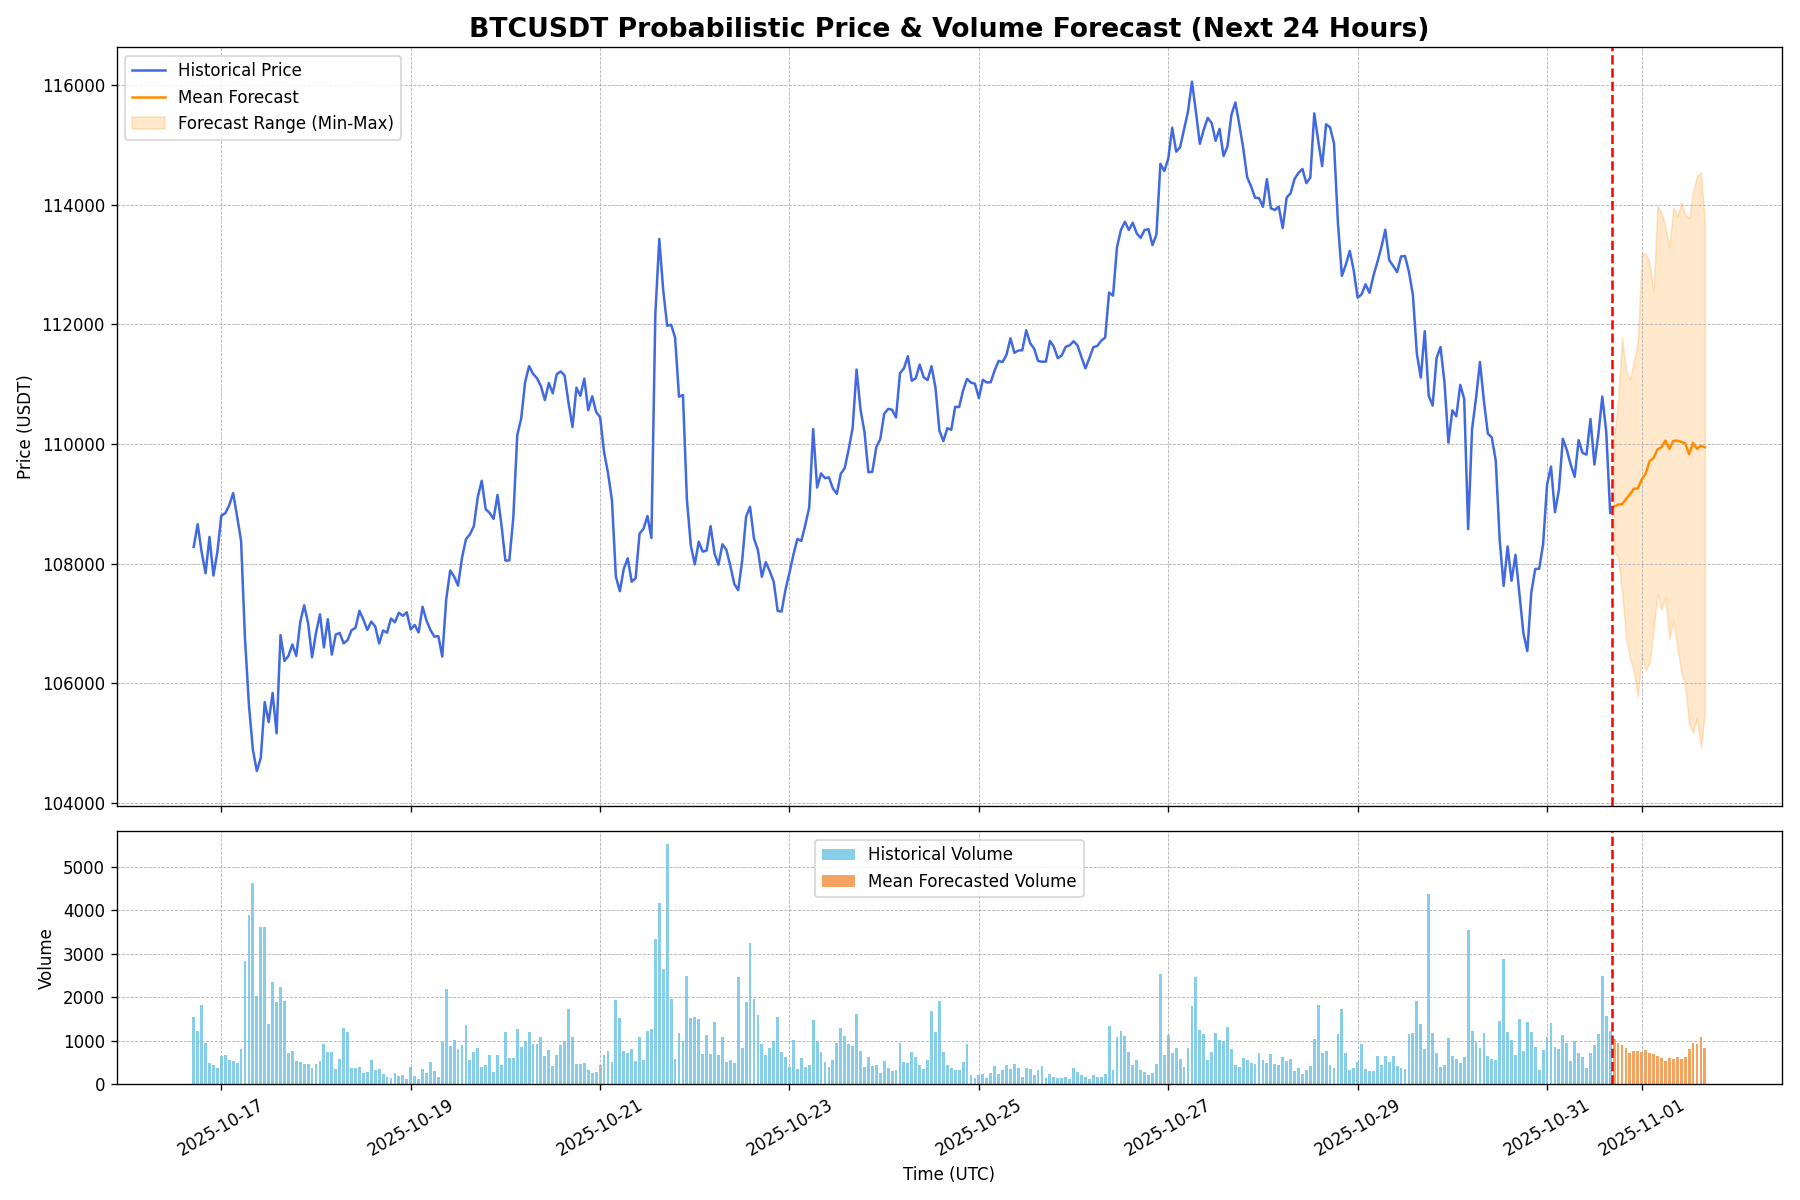 BTCUSDT Probabilistic Price & Volume Forecast (Next 24 Hours)
Historical Price
Mean Forecast
Forecast Range (Min-Max)
116000
114000
112000
110000
108000
106000
104000
Price (USDT)
Historical Volume
Mean Forecasted Volume
5000
4000
3000
2000
1000
0
Volume
2025-10-17
2025-10-19
2025-10-21
2025-10-23
2025-10-25
2025-10-27
2025-10-29
2025-10-31
2025-11-01
Time (UTC)